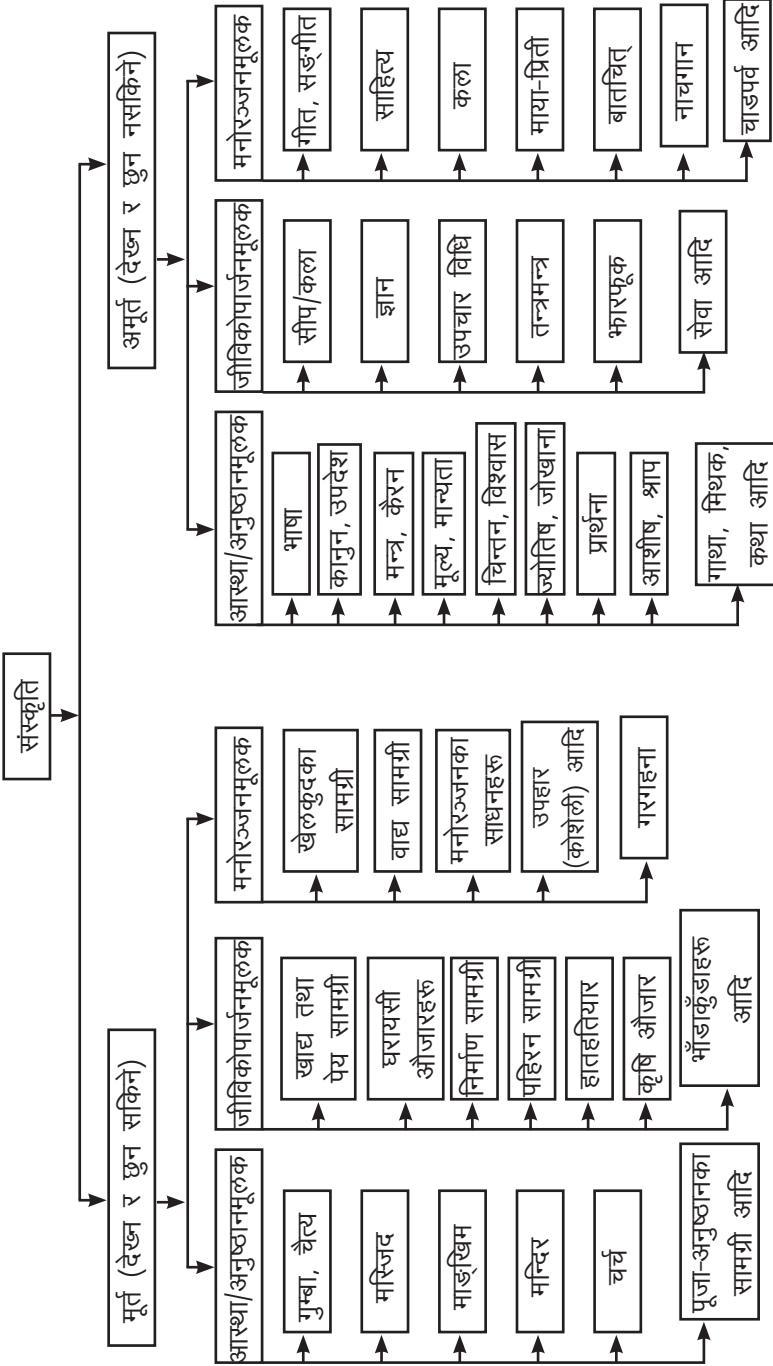 संस्कृति
मूर्त (देख्न र छुन सकिने)
आस्था/अनुष्ठानमूलक
गुम्बा, चैत्य
मस्जिद
माङ्खिम
मन्दिर
चर्च
पूजा-अनुष्ठानका
सामग्री आदि
जीविकोपार्जनमूलक
खाद्य तथा
पेय सामग्री
घरायसी
औजारहरू
निर्माण सामग्री
पहिरन सामग्री
हातहतियार
कृषि औजार
भाँडाकुँडाहरू
आदि
मनोरञ्जनमूलक
खेलकुदका
सामग्री
वाद्य सामग्री
मनोरञ्जनका
साधनहरू
उपहार
(कोशेली) आदि
गरगहना
अमूर्त (देख्न र छुन नसकिने)
आस्था/अनुष्ठानमूलक
भाषा
कानुन, उपदेश
मन्त्र, कैरन
मूल्य, मान्यता
चिन्तन, विश्वास
ज्योतिष, जोखाना
प्रार्थना
आशीष, श्राप
गाथा, मिथक,
कथा आदि
जीविकोपार्जनमूलक
सीप/कला
ज्ञान
उपचार विधि
तन्त्रमन्त्र
झारफूक
सेवा आदि
मनोरञ्जनमूलक
गीत, सङ्गीत
साहित्य
कला
माया-प्रिती
बातचित्
नाचगान
चाडपर्व आदि